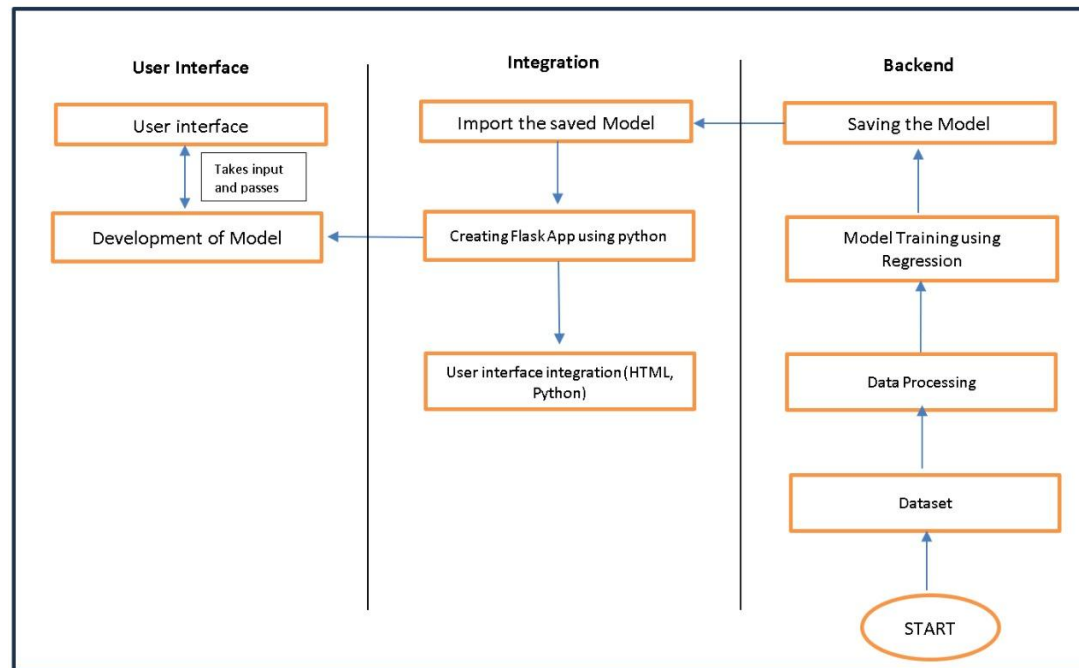 User Interface
User interface
Takes input
and passes
Development of Model
Integration
Import the saved Model
Creating Flask App using python
User interface integration (HTML,
Python)
Backend
Saving the Model
Model Training using
Regression
Data Processing
Dataset
START